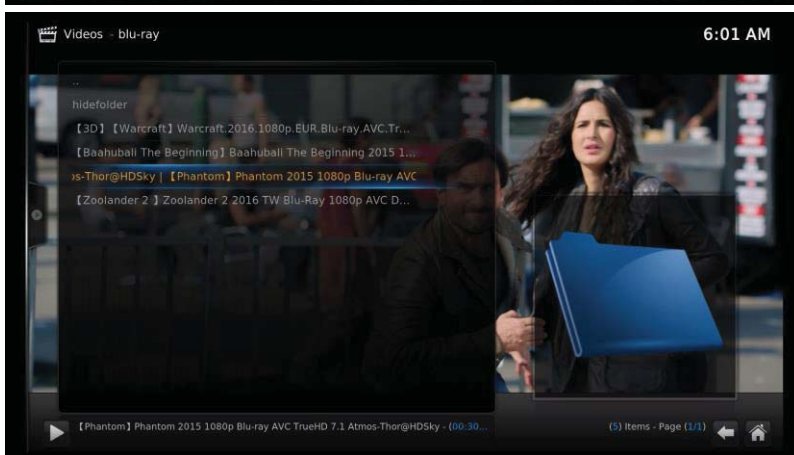 Videos - blu-ray
6:01 AM
..
hidefolder
【3D】【Warcraft】Warcraft.2016.1080p.EUR.Blu-ray.AVC.Tr...
【Baahubali The Beginning】Baahubali The Beginning 2015 1...
os-Thor@HDSky | 【Phantom】Phantom 2015 1080p Blu-ray AVC
【Zoolander 2 】Zoolander 2 2016 TW Blu-Ray 1080p AVC D...
【Phantom】Phantom 2015 1080p Blu-ray AVC TrueHD 7.1 Atmos-Thor@HDSky - (00:30...
(5) Items - Page (1/1)